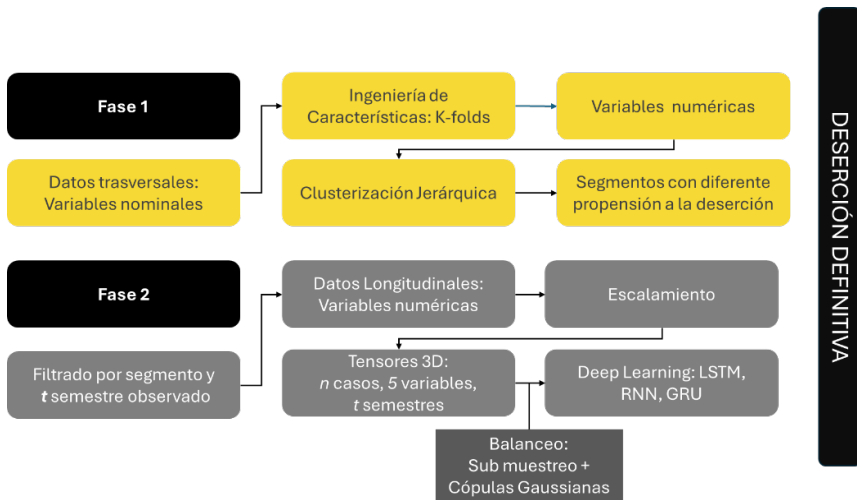 Fase 1
Ingeniería de
Características: K-folds
Variables numéricas
Datos trasversales:
Variables nominales
Clusterización Jerárquica
Segmentos con diferente
propensión a la deserción
Fase 2
Datos Longitudinales:
Variables numéricas
Escalamiento
Filtrado por segmento y
t semestre observado
Tensores 3D:
n casos, 5 variables,
t semestres
Deep Learning: LSTM,
RNN, GRU
Balanceo:
Sub muestreo +
Cópulas Gaussianas
DESERCIÓN DEFINITIVA